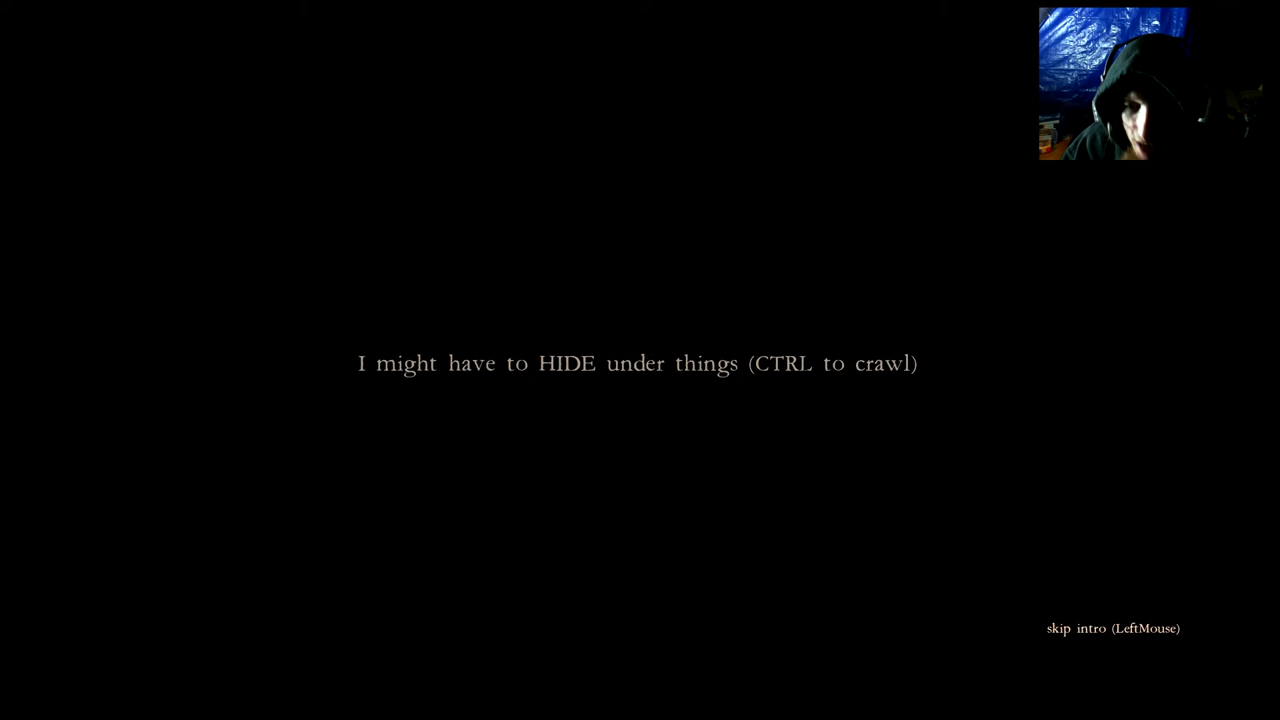 I might have to HIDE under things (CTRL to crawl)
skip intro (LeftMouse)